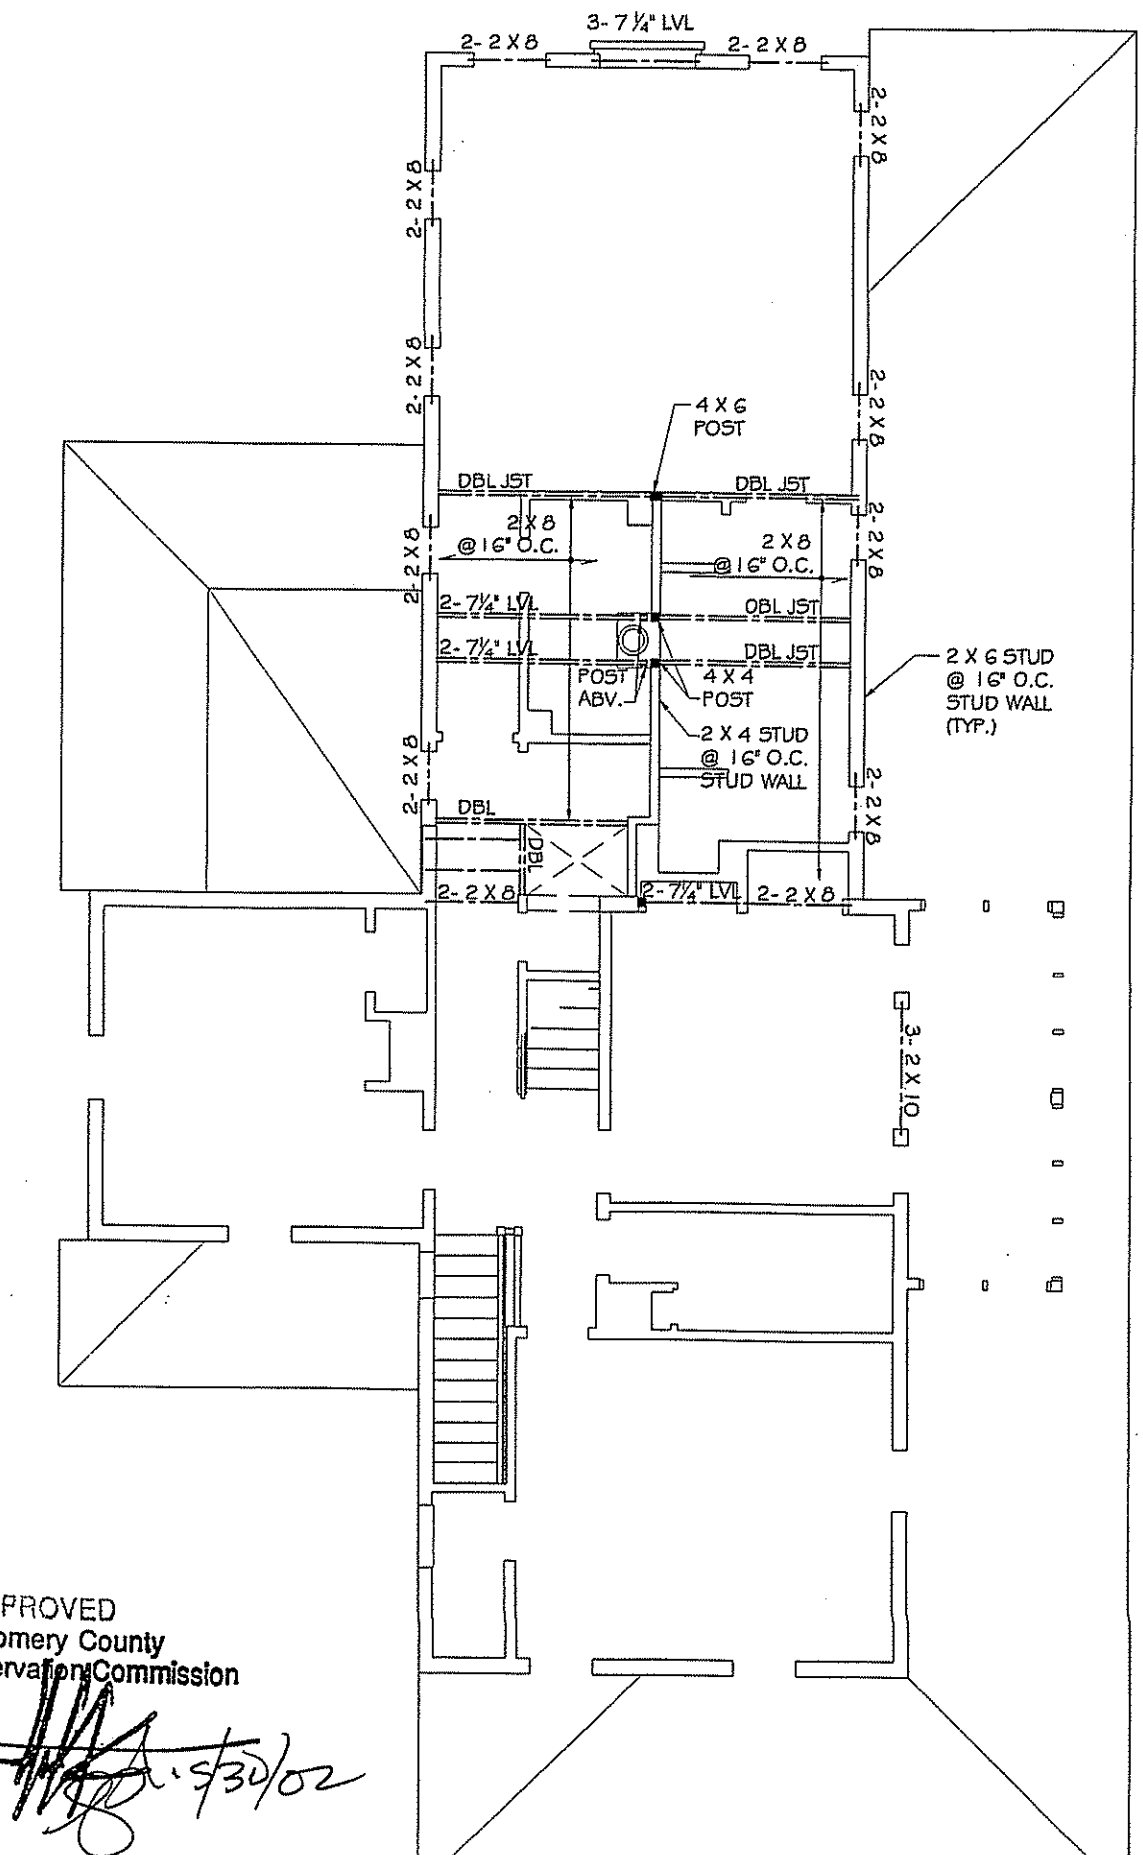 3- 7 1/4" LVL
2- 2 X 8
2- 2 X 8
2- 2 X 8
2- 2 X 8
2- 2 X 8
2- 2 X 8
4 X 6
POST
DBL JST
DBL JST
2 X 8
@ 16" O.C.
2 X 8
@ 16" O.C.
2- 2 X 8
2- 2 X 8
2- 7 1/4" LVL
OBL JST
2- 7 1/4" LVL
DBL JST
POST
ABV.
4 X 4
POST
2 X 6 STUD
@ 16" O.C.
STUD WALL
(TYP.)
2 X 4 STUD
@ 16" O.C.
STUD WALL
2- 2 X 8
2- 2 X 8
DBL
DBL
2- 2 X 8
2- 7 1/4" LVL
2- 2 X 8
3- 2 X 10
PROVED
omery County
ervation Commission
5/30/02